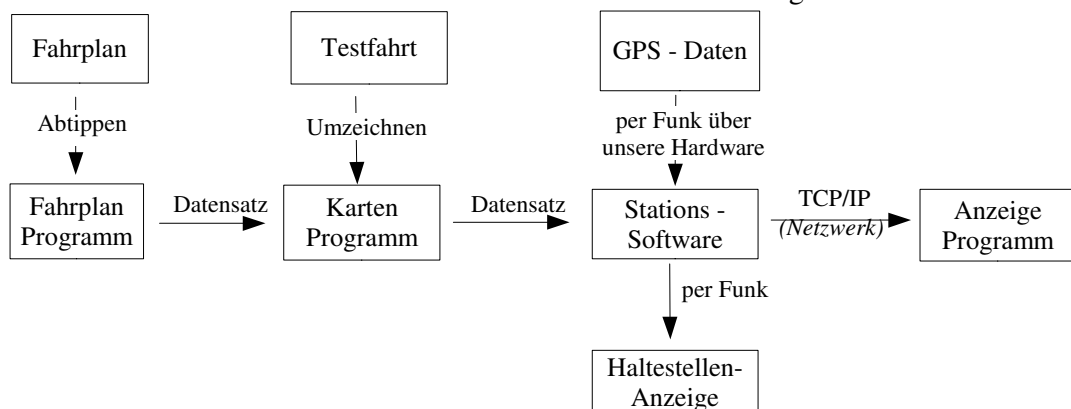 Fahrplan
Testfahrt
GPS - Daten
Abtippen
Umzeichnen
per Funk über
unsere Hardware
Fahrplan
Programm
Datensatz
Karten
Programm
Datensatz
Stations -
Software
TCP/IP
(Netzwerk)
Anzeige
Programm
per Funk
Haltestellen-
Anzeige